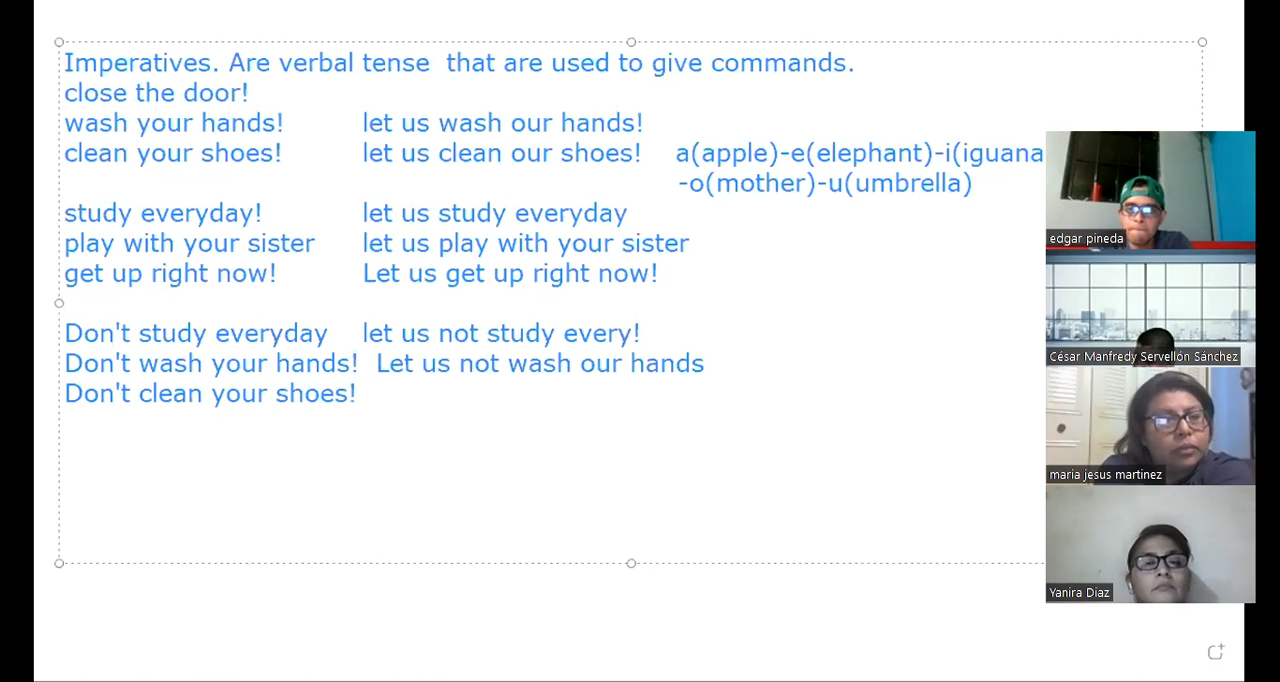 Imperatives. Are verbal tense  that are used to give commands.
close the door!
wash your hands! let us wash our hands!
clean your shoes! let us clean our shoes! a(apple)-e(elephant)-i(iguana
-o(mother)-u(umbrella)
study everyday! let us study everyday
play with your sister let us play with your sister
get up right now! Let us get up right now!
Don't study everyday let us not study every!
Don't wash your hands! Let us not wash our hands
Don't clean your shoes!
edgar pineda
César Manfredy Servellón Sánchez
maria jesus martinez
Yanira Diaz